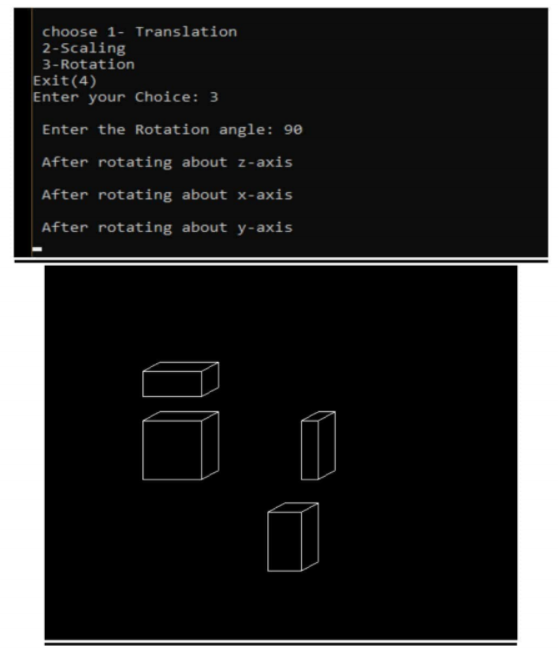 choose 1- Translation
2-Scaling
3-Rotation
Exit(4)
Enter your Choice: 3
Enter the Rotation angle: 90
After rotating about z-axis
After rotating about x-axis
After rotating about y-axis